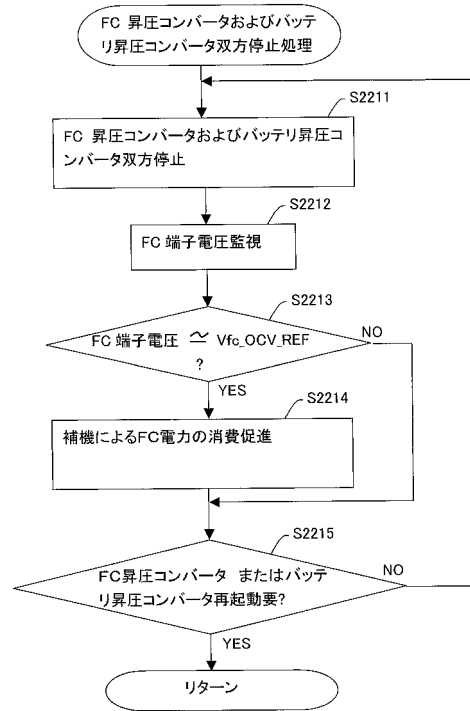 FC 昇圧コンバータおよびバッテ
リ昇圧コンバータ双方停止処理
S2211
FC 昇圧コンバータおよびバッテリ昇圧コ
ンバータ双方停止
S2212
FC 端子電圧監視
S2213
FC 端子電圧 ≃ Vfc_OCV_REF
?
NO
YES
S2214
補機によるFC電力の消費促進
S2215
FC昇圧コンバータ またはバッテ
リ昇圧コンバータ再起動要?
NO
YES
リターン